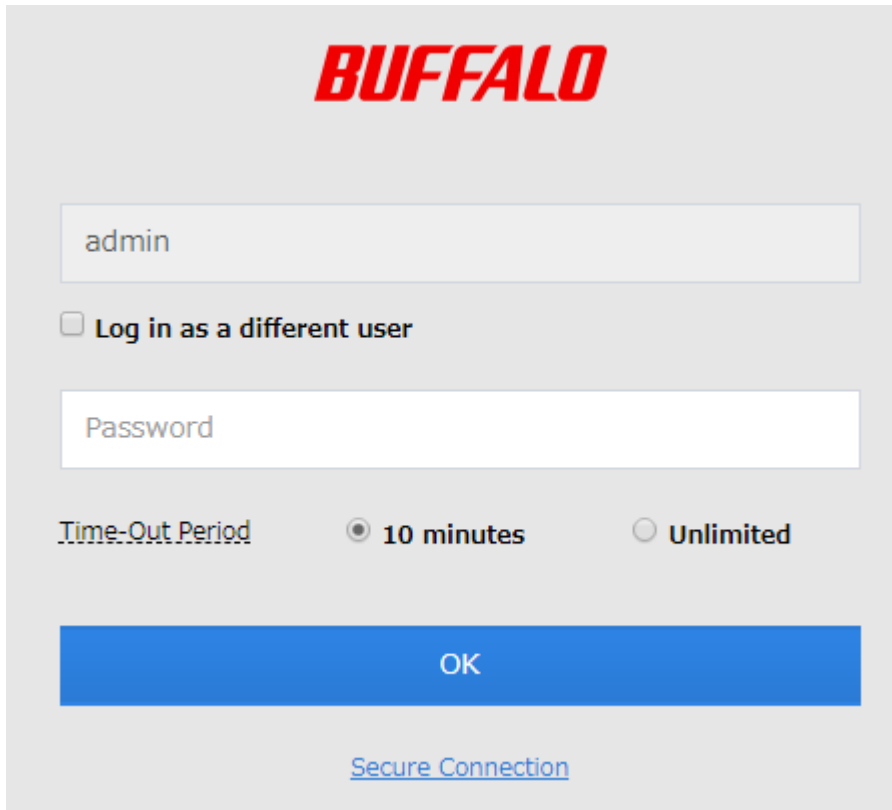 BUFFALO
admin
Log in as a different user
Password
Time-Out Period 10 minutes Unlimited
OK
Secure Connection